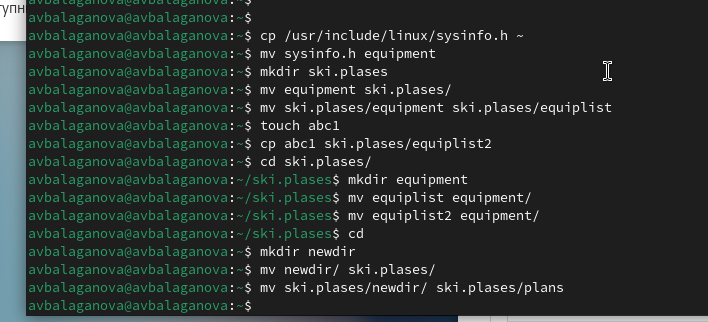 тупн
avbalaganova@avbalaganova:~$
avbalaganova@avbalaganova:~$
avbalaganova@avbalaganova:~$ cp /usr/include/linux/sysinfo.h ~
avbalaganova@avbalaganova:~$ mv sysinfo.h equipment
avbalaganova@avbalaganova:~$ mkdir ski.plases
avbalaganova@avbalaganova:~$ mv equipment ski.plases/
avbalaganova@avbalaganova:~$ mv ski.plases/equipment ski.plases/equiplist
avbalaganova@avbalaganova:~$ touch abc1
avbalaganova@avbalaganova:~$ cp abc1 ski.plases/equiplist2
avbalaganova@avbalaganova:~$ cd ski.plases/
avbalaganova@avbalaganova:~/ski.plases$ mkdir equipment
avbalaganova@avbalaganova:~/ski.plases$ mv equiplist equipment/
avbalaganova@avbalaganova:~/ski.plases$ mv equiplist2 equipment/
avbalaganova@avbalaganova:~/ski.plases$ cd
avbalaganova@avbalaganova:~$ mkdir newdir
avbalaganova@avbalaganova:~$ mv newdir/ ski.plases/
avbalaganova@avbalaganova:~$ mv ski.plases/newdir/ ski.plases/plans
avbalaganova@avbalaganova:~$